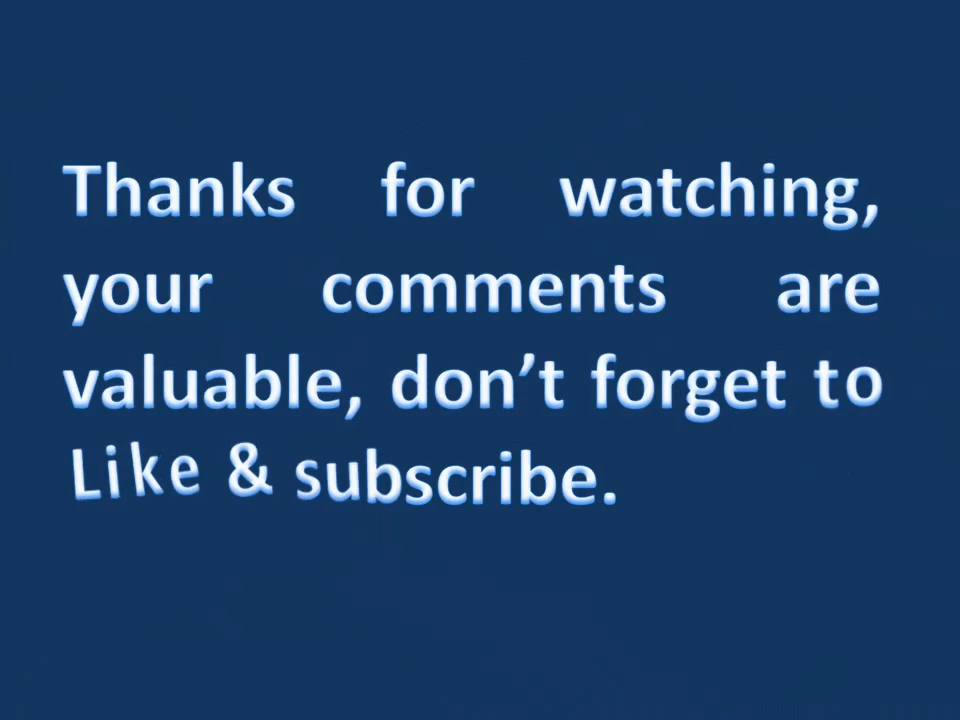 Thanks for watching,
your comments are
valuable, don’t forget to
Like & subscribe.